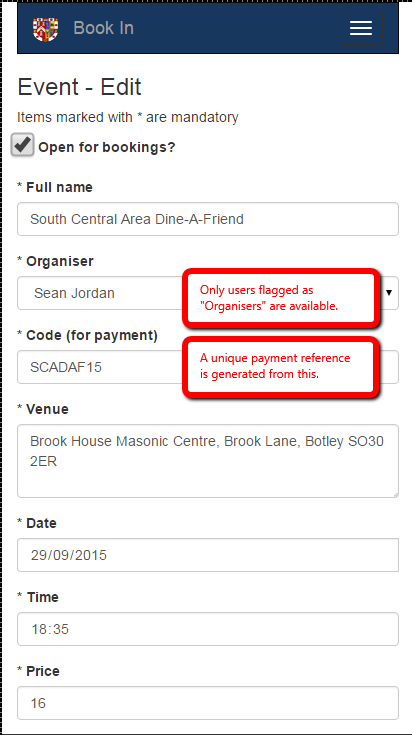 Book In
Event - Edit
Items marked with * are mandatory
Open for bookings?
* Full name
South Central Area Dine-A-Friend
* Organiser
Sean Jordan
Only users flagged as
"Organisers" are available.
* Code (for payment)
SCADAF15
A unique payment reference
is generated from this.
* Venue
Brook House Masonic Centre, Brook Lane, Botley SO30
2ER
* Date
29/09/2015
* Time
18:35
* Price
16